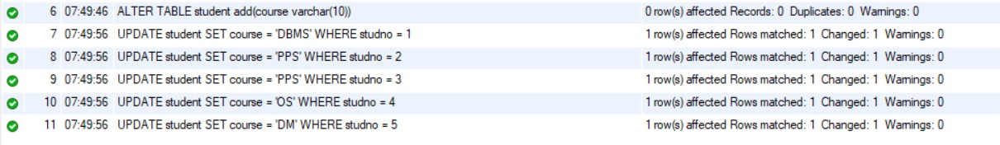 6 07:49:46 ALTER TABLE student add(course varchar(10)) 0 row(s) affected Records: 0 Duplicates: 0 Warnings: 0
7 07:49:56 UPDATE student SET course = 'DBMS' WHERE studno = 1 1 row(s) affected Rows matched: 1 Changed: 1 Warnings: 0
8 07:49:56 UPDATE student SET course = 'PPS' WHERE studno = 2 1 row(s) affected Rows matched: 1 Changed: 1 Warnings: 0
9 07:49:56 UPDATE student SET course = 'PPS' WHERE studno = 3 1 row(s) affected Rows matched: 1 Changed: 1 Warnings: 0
10 07:49:56 UPDATE student SET course = 'OS' WHERE studno = 4 1 row(s) affected Rows matched: 1 Changed: 1 Warnings: 0
11 07:49:56 UPDATE student SET course = 'DM' WHERE studno = 5 1 row(s) affected Rows matched: 1 Changed: 1 Warnings: 0